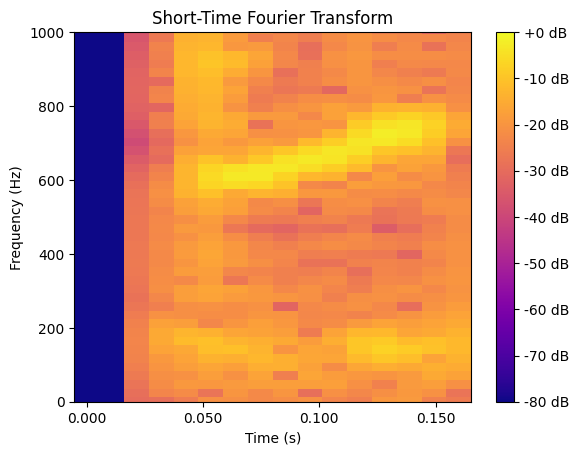 Short-Time Fourier Transform
1000
800
600
400
200
0
Frequency (Hz)
0.000
0.050
0.100
0.150
Time (s)
+0 dB
-10 dB
-20 dB
-30 dB
-40 dB
-50 dB
-60 dB
-70 dB
-80 dB